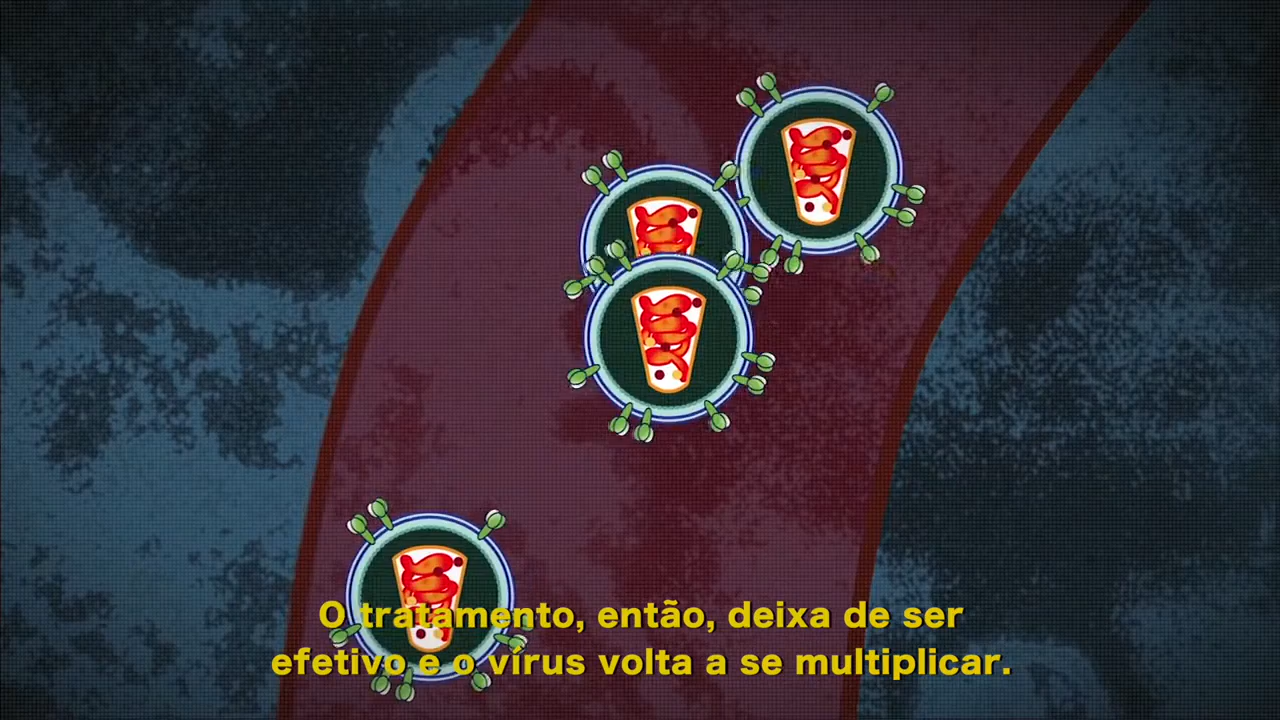 O tratamento, então, deixa de ser
efetivo e o vírus volta a se multiplicar.